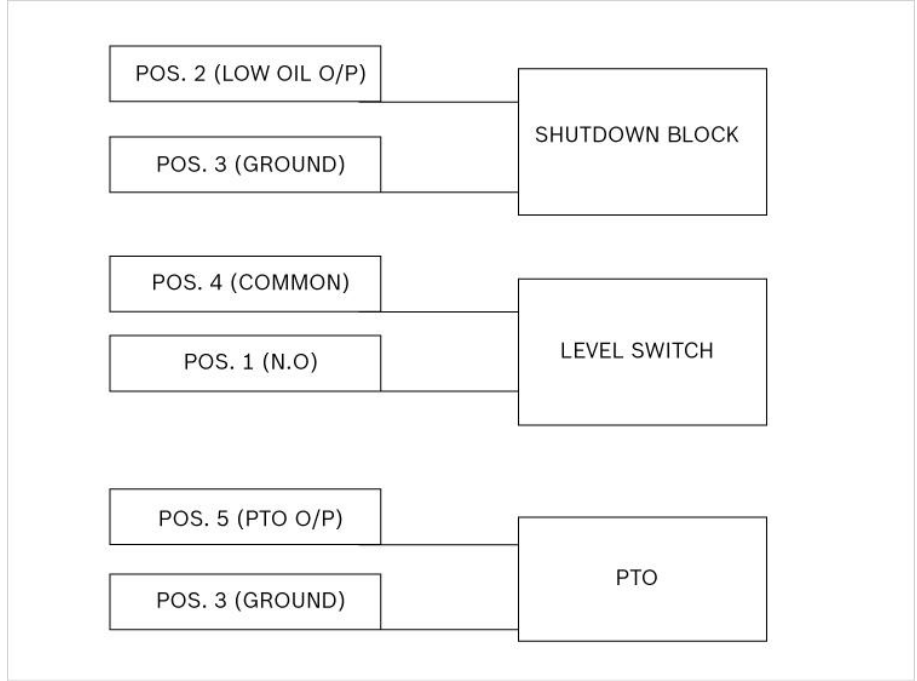 POS. 2 (LOW OIL O/P)
SHUTDOWN BLOCK
POS. 3 (GROUND)
POS. 4 (COMMON)
LEVEL SWITCH
POS. 1 (N.O)
POS. 5 (PTO O/P)
PTO
POS. 3 (GROUND)